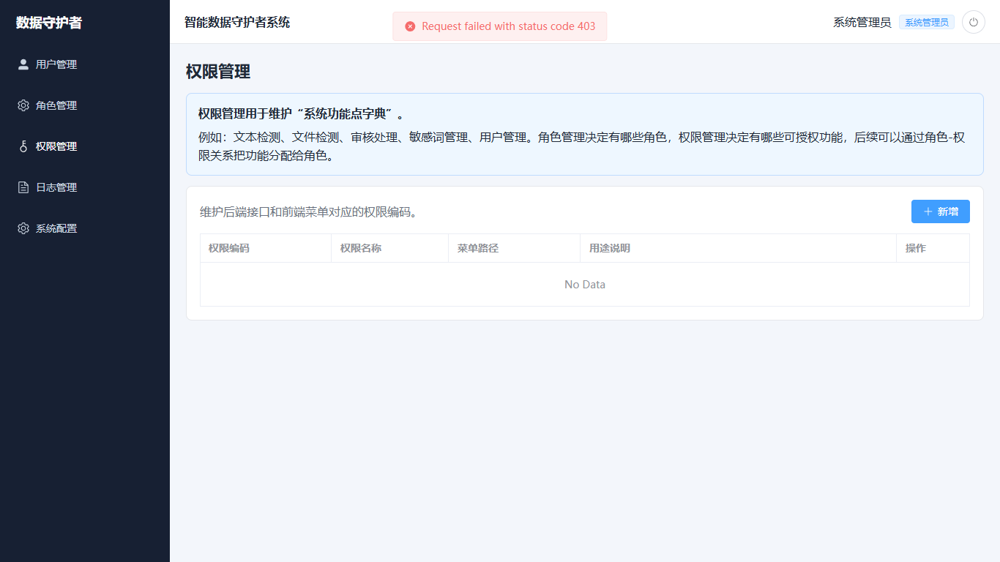 数据守护者
用户管理
角色管理
权限管理
日志管理
系统配置
智能数据守护者系统
Request failed with status code 403
系统管理员
系统管理员
权限管理
权限管理用于维护“系统功能点字典”。
例如：文本检测、文件检测、审核处理、敏感词管理、用户管理。角色管理决定有哪些角色，权限管理决定有哪些可授权功能，后续可以通过角色-权
限关系把功能分配给角色。
维护后端接口和前端菜单对应的权限编码。
新增
权限编码 权限名称 菜单路径 用途说明 操作
No Data